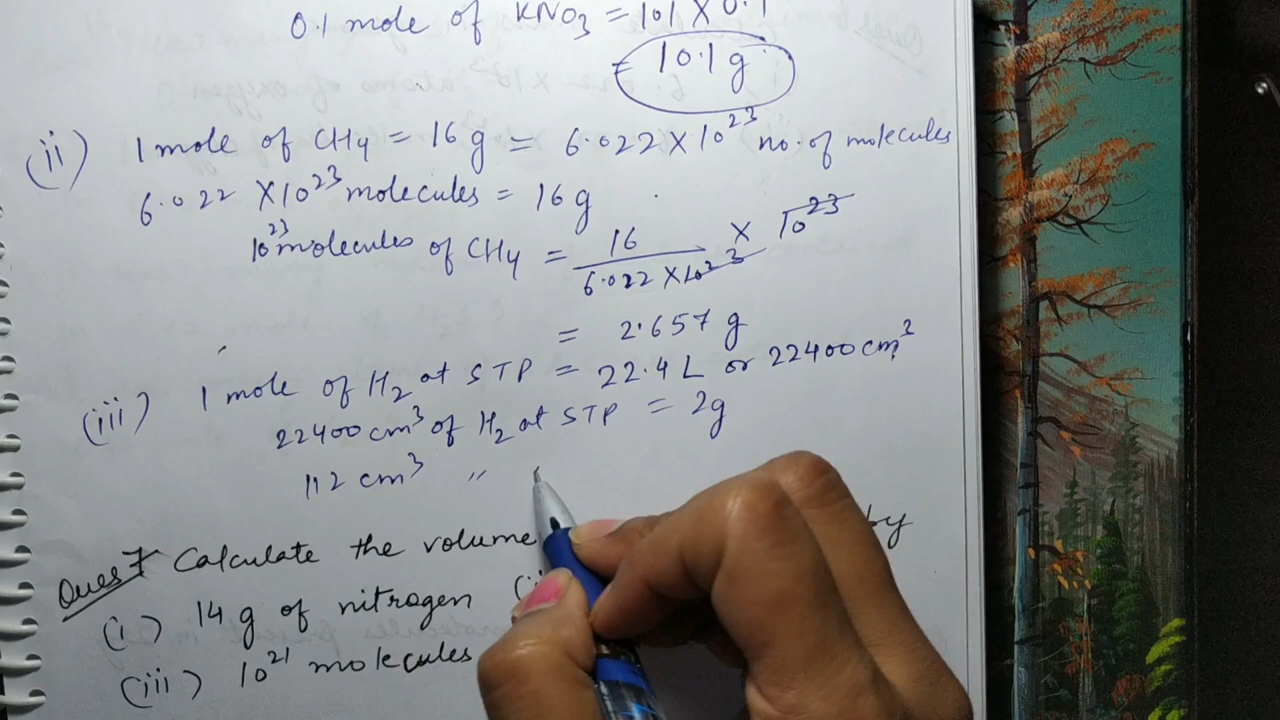 0.1 mole of KNO3 = 101 X 0.1
= 10.1 g
(ii) 1 mole of CH4 = 16 g = 6.022 X 10^23 no. of molecules
6.022 X 10^23 molecules = 16 g
10^23 molecules of CH4 = 16 / 6.022 X 10^23 X 10^23
= 2.657 g
(iii) 1 mole of H2 at STP = 22.4 L or 22400 cm^2
22400 cm^3 of H2 at STP = 2g
112 cm^3 "
Ques 7 Calculate the volume by
(i) 14 g of nitrogen
(iii) 10^21 molecules